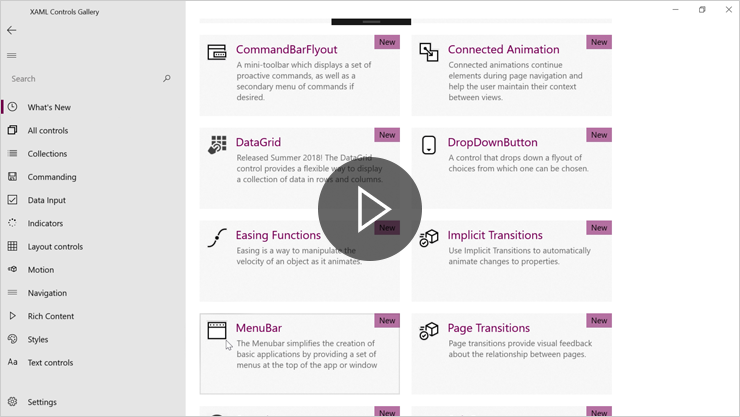 XAML Controls Gallery
Search
What's New
All controls
Collections
Commanding
Data Input
Indicators
Layout controls
Motion
Navigation
Rich Content
Styles
Text controls
Settings
New
CommandBarFlyout
A mini-toolbar which displays a set of
proactive commands, as well as a
secondary menu of commands if
desired.
New
Connected Animation
Connected animations continue
elements during page navigation and
help the user maintain their context
between views.
New
DataGrid
Released Summer 2018! The DataGrid
control provides a flexible way to display
a collection of data in rows and columns.
New
DropDownButton
A control that drops down a flyout of
choices from which one can be chosen.
New
Easing Functions
Easing is a way to manipulate the
velocity of an object as it animates.
New
Implicit Transitions
Use Implicit Transitions to automatically
animate changes to properties.
New
MenuBar
The Menubar simplifies the creation of
basic applications by providing a set of
menus at the top of the app or window
New
Page Transitions
Page transitions provide visual feedback
about the relationship between pages.
New
New